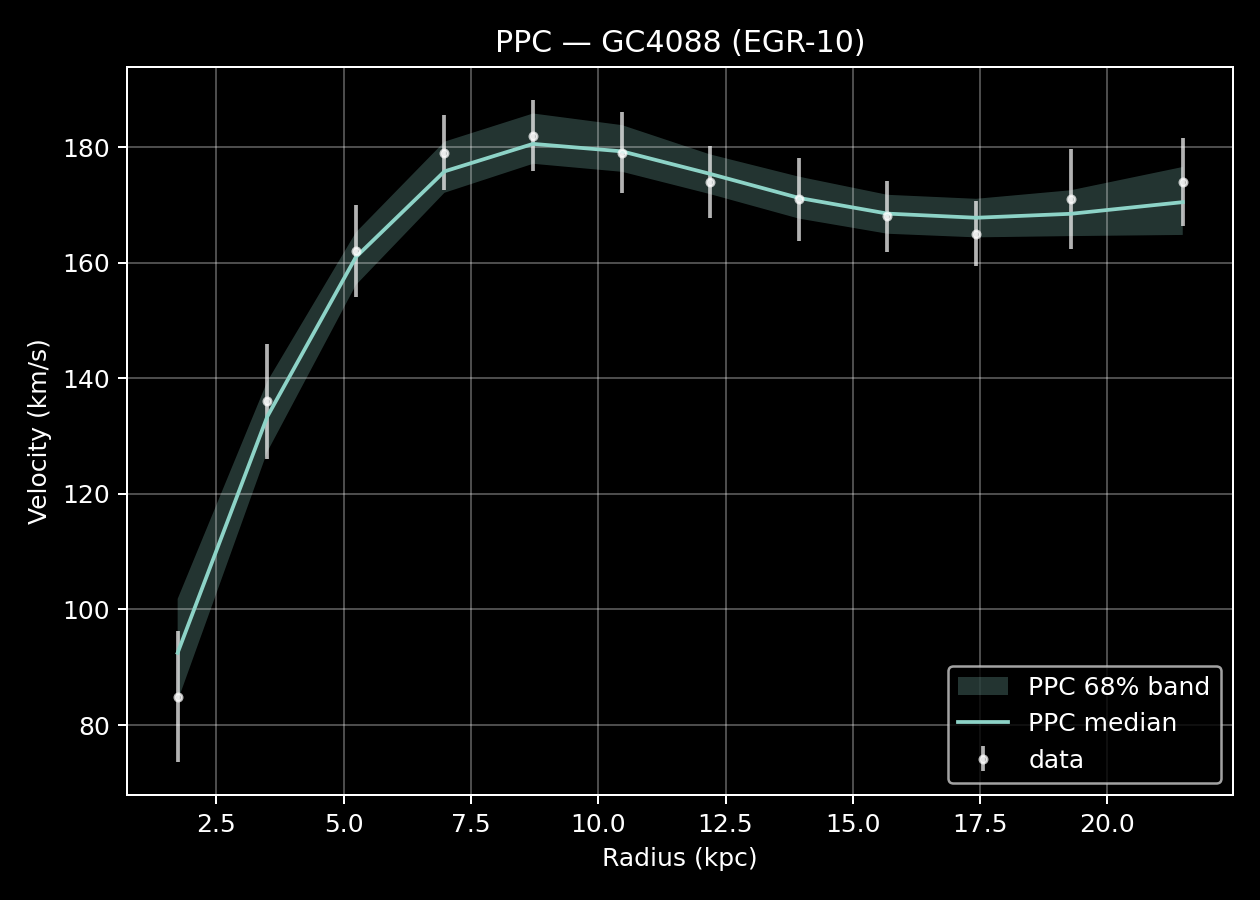 PPC — GC4088 (EGR-10)
Velocity (km/s)
180
160
140
120
100
80
PPC 68% band
PPC median
data
2.5 5.0 7.5 10.0 12.5 15.0 17.5 20.0
Radius (kpc)